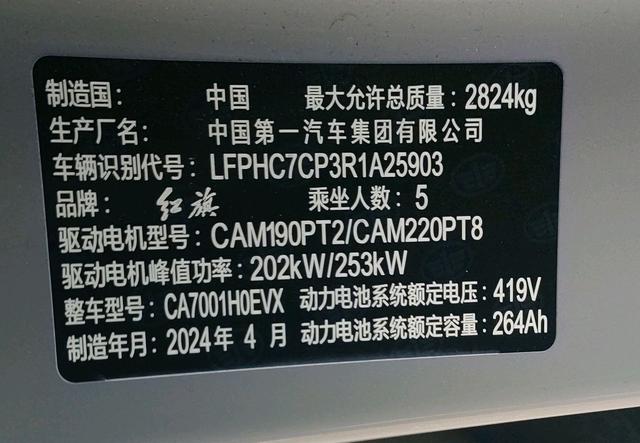 制造国： 中国 最大允许总质量：2824kg
生产厂名： 中国第一汽车集团有限公司
车辆识别代号：LFPHC7CP3R1A25903
品牌： 红旗 乘坐人数：5
驱动电机型号：CAM190PT2/CAM220PT8
驱动电机峰值功率：202kW/253kW
整车型号：CA7001H0EVX 动力电池系统额定电压：419V
制造年月：2024年 4 月 动力电池系统额定容量：264Ah